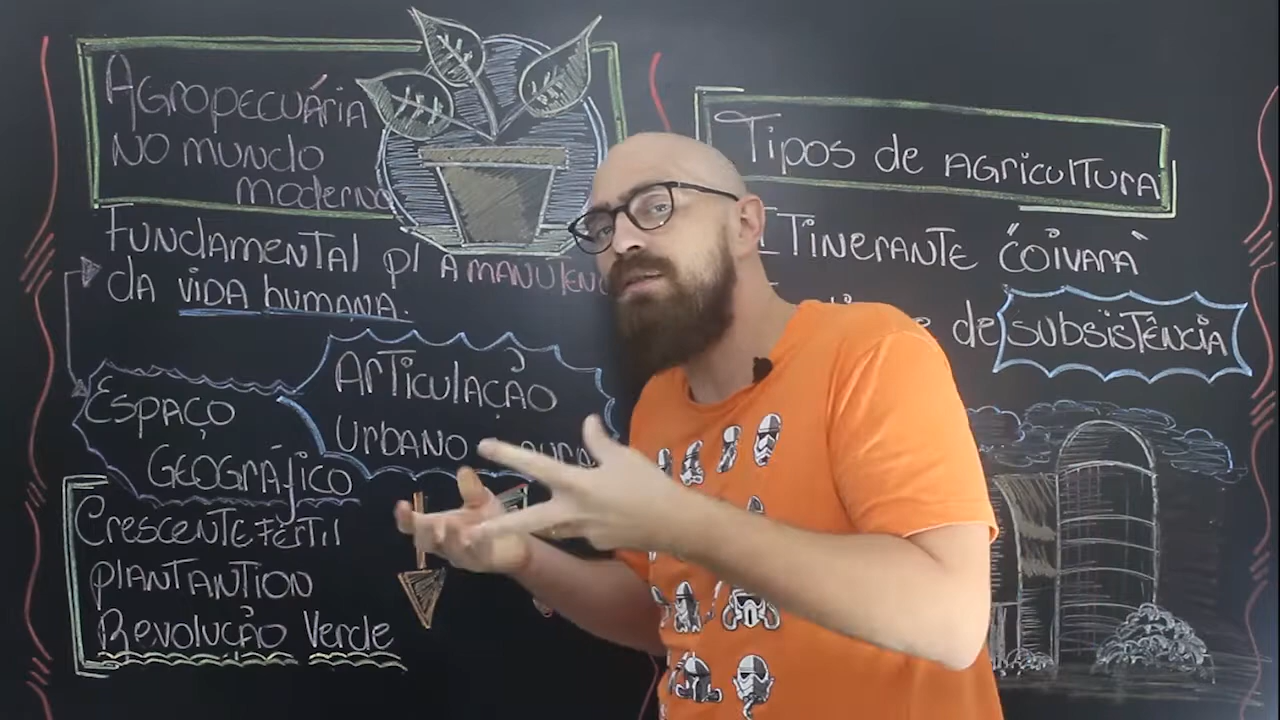 Agropecuária
no mundo
moderno
Fundamental p/ a manutenç
da vida humana.
Articulação
urbano
Espaço
Geográfico
Crescente Fértil
plantantion
Revolução Verde
Tipos de agricultura
Itinerante "coivara"
de subsistência